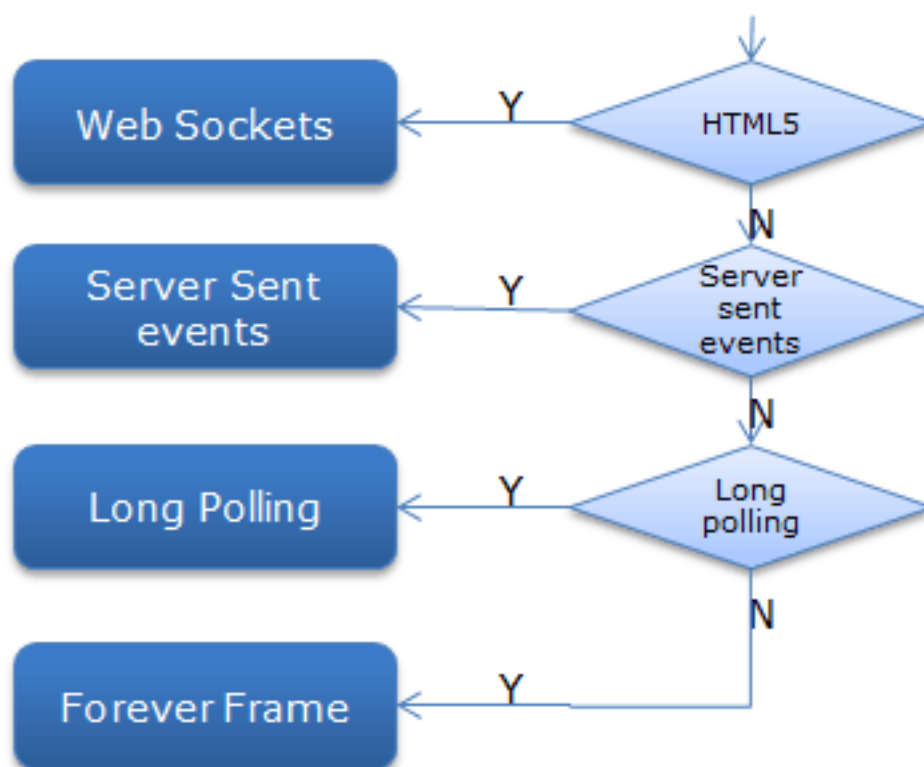 Web Sockets
Y
HTML5
N
Server Sent
events
Y
Server
sent
events
N
Long Polling
Y
Long
polling
N
Forever Frame
Y